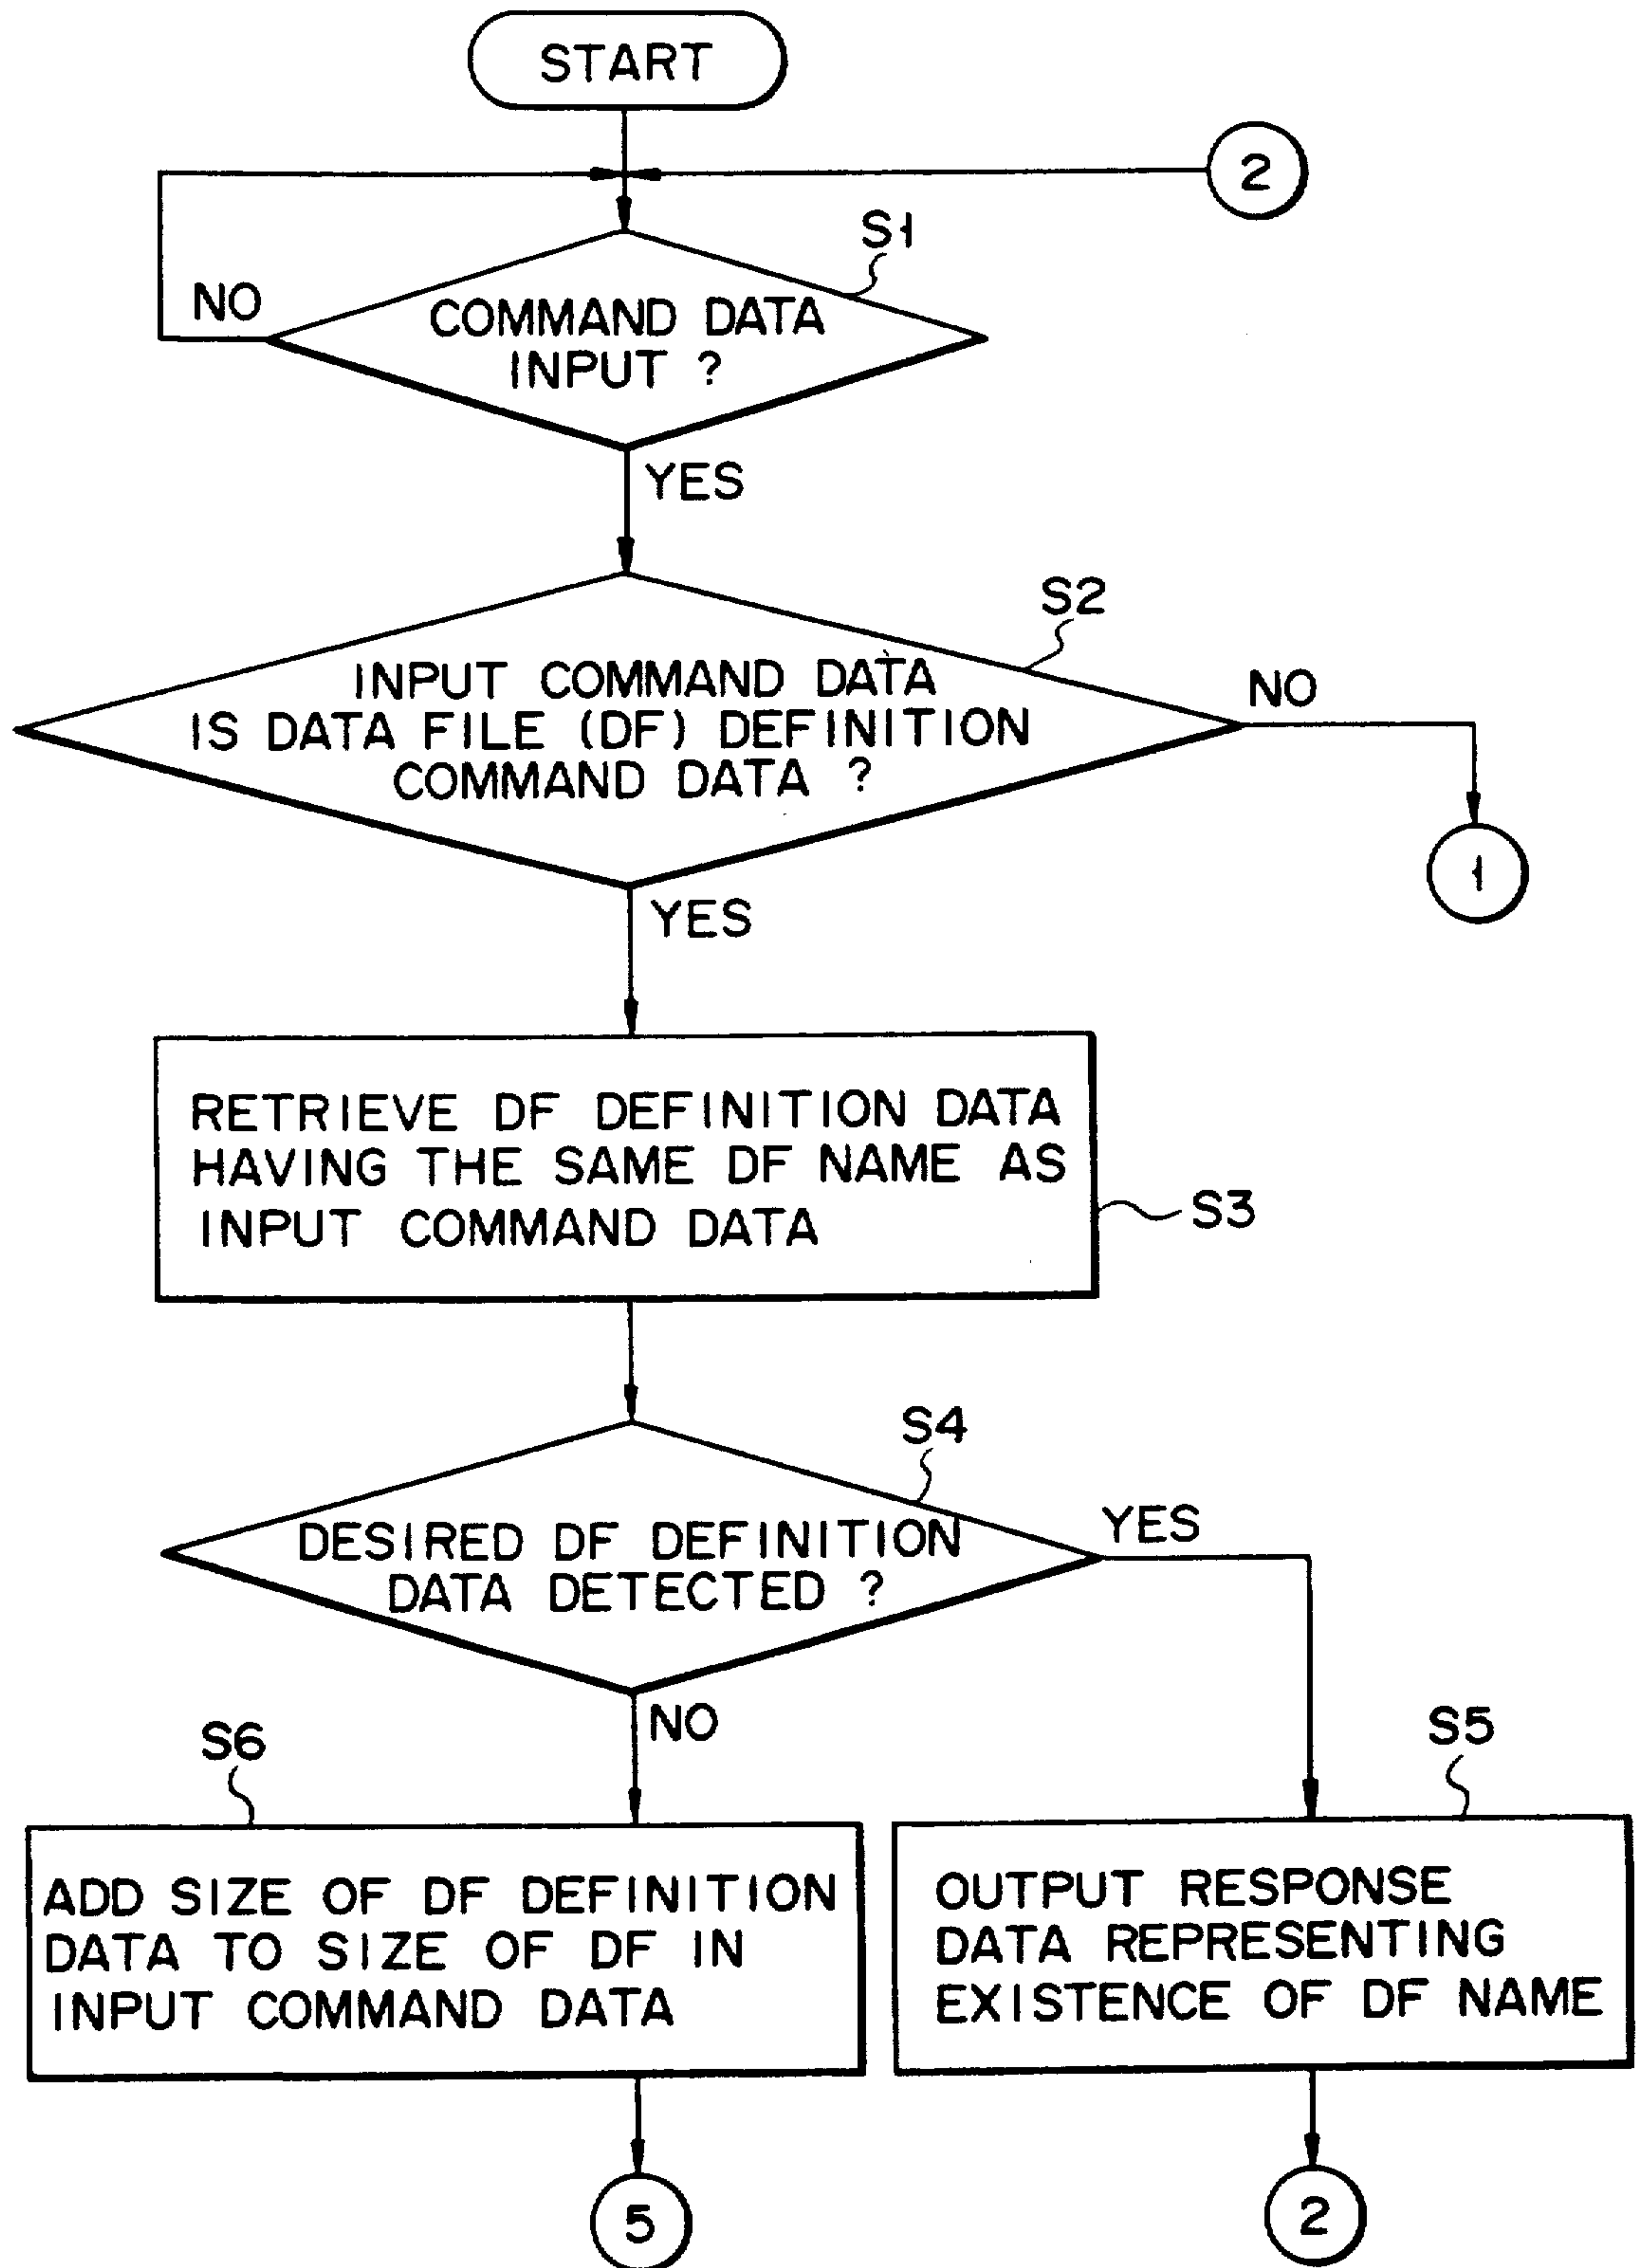 START
2
S1
NO
COMMAND DATA
INPUT ?
YES
S2
INPUT COMMAND DATA
IS DATA FILE (DF) DEFINITION
COMMAND DATA ?
NO
1
YES
RETRIEVE DF DEFINITION DATA
HAVING THE SAME DF NAME AS
INPUT COMMAND DATA
S3
S4
DESIRED DF DEFINITION
DATA DETECTED ?
YES
NO
S6
S5
ADD SIZE OF DF DEFINITION
DATA TO SIZE OF DF IN
INPUT COMMAND DATA
OUTPUT RESPONSE
DATA REPRESENTING
EXISTENCE OF DF NAME
5
2